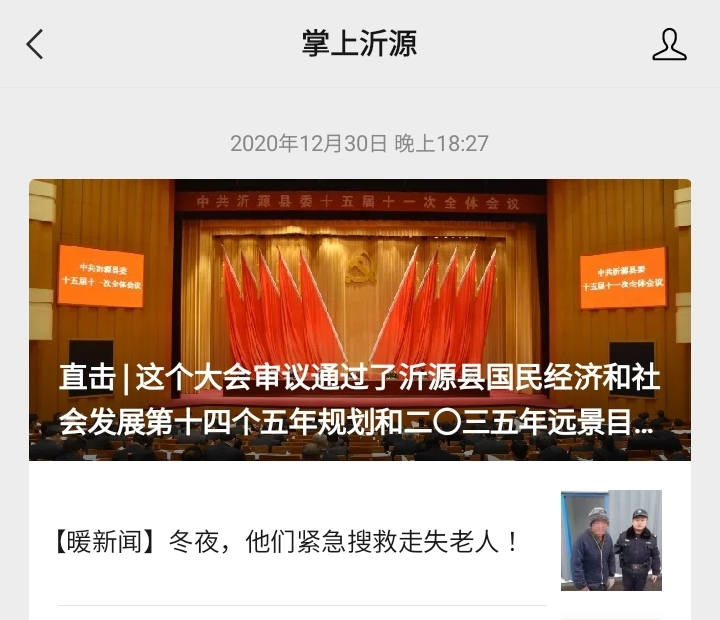 掌上沂源
2020年12月30日 晚上18:27
中共沂源县委十五届十一次全体会议
中共沂源县委
十五届十一次全体会议
中共沂源县委
十五届十一次全体会议
直击 | 这个大会审议通过了沂源县国民经济和社
会发展第十四个五年规划和二〇三五年远景目...
【暖新闻】冬夜，他们紧急搜救走失老人！